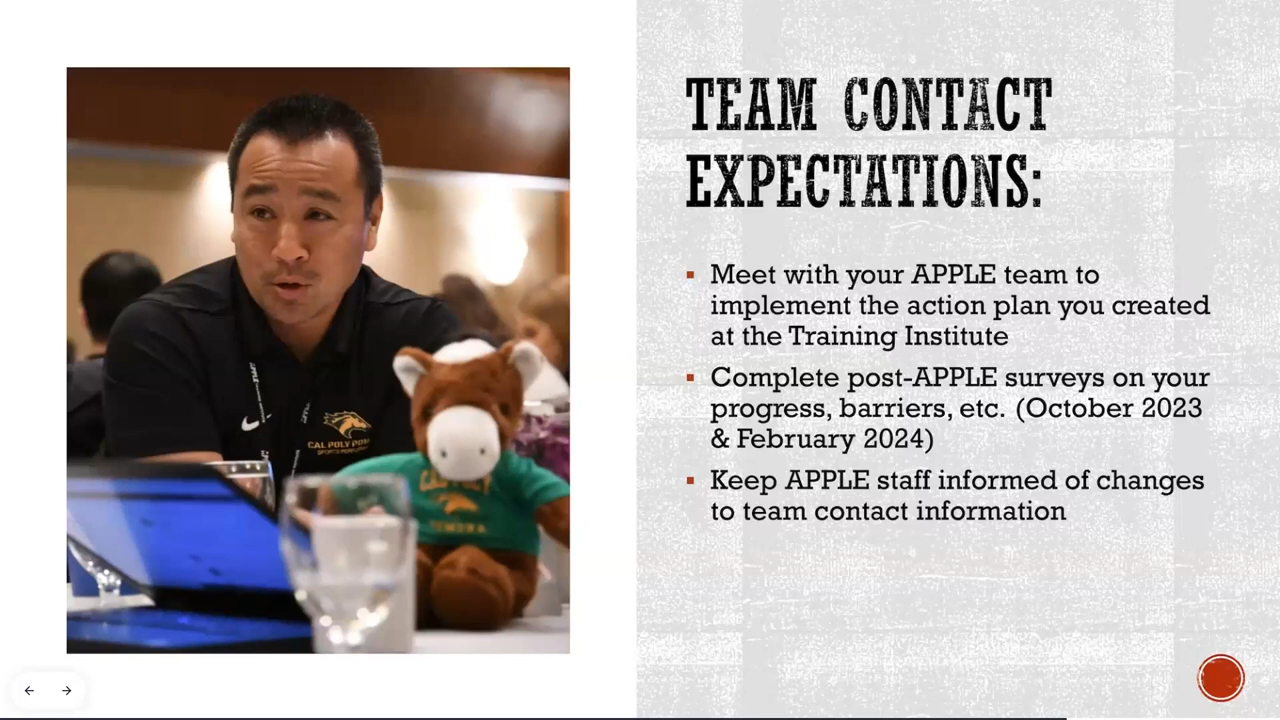 TEAM CONTACT
EXPECTATIONS:
▪ Meet with your APPLE team to
implement the action plan you created
at the Training Institute
▪ Complete post-APPLE surveys on your
progress, barriers, etc. (October 2023
& February 2024)
▪ Keep APPLE staff informed of changes
to team contact information
CAL POLY